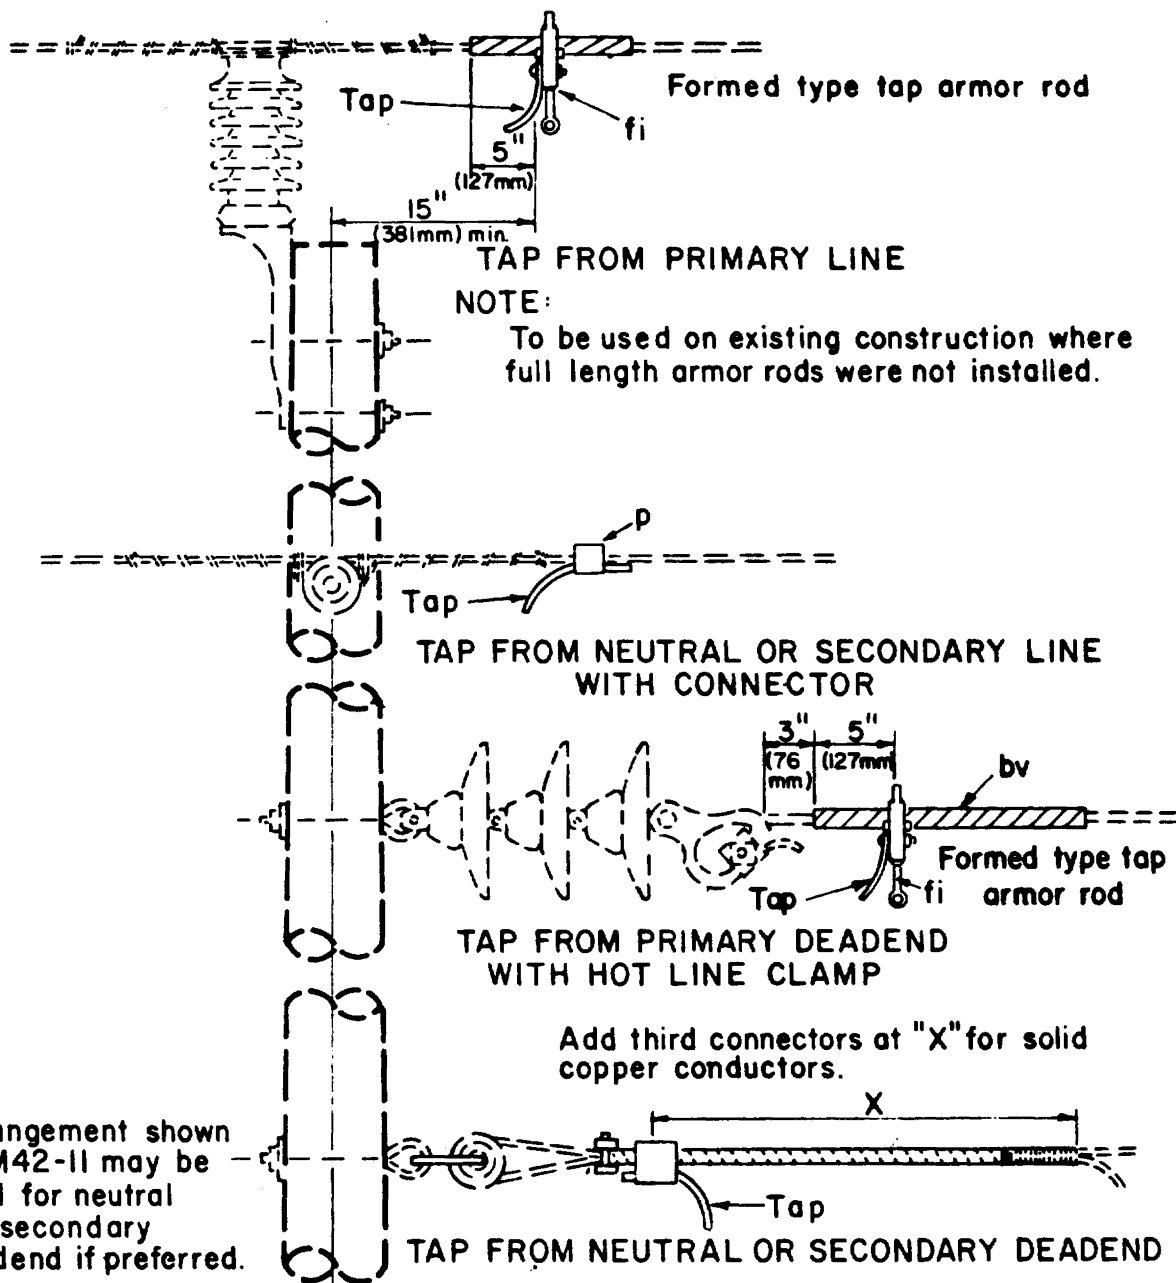 Tap
Formed type tap armor rod
fi
5"
(127mm)
15"
(381mm) min.
TAP FROM PRIMARY LINE
NOTE:
To be used on existing construction where
full length armor rods were not installed.
p
Tap
TAP FROM NEUTRAL OR SECONDARY LINE
WITH CONNECTOR
3" 5"
(76 mm) (127mm)
bv
Formed type tap
armor rod
Tap
fi
TAP FROM PRIMARY DEADEND
WITH HOT LINE CLAMP
Add third connectors at "X" for solid
copper conductors.
X
angement shown
M42-11 may be
for neutral
secondary
dend if preferred.
Tap
TAP FROM NEUTRAL OR SECONDARY DEADEND